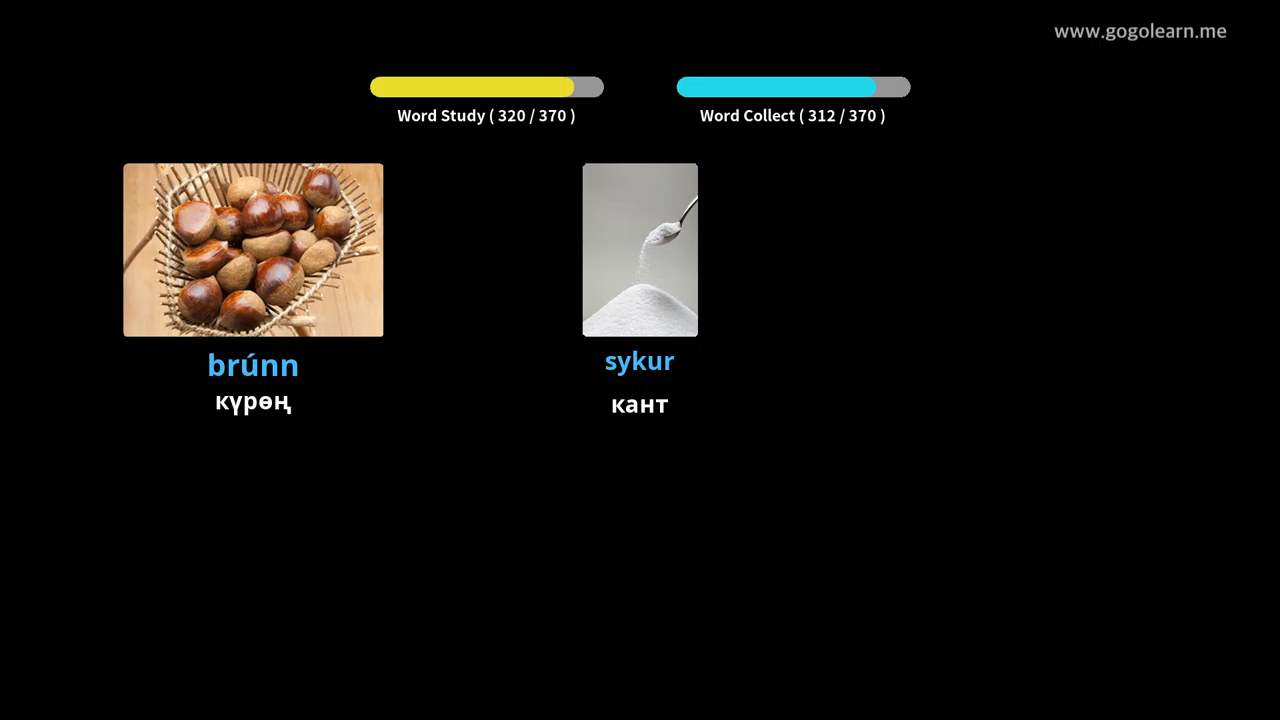 www.gogolearn.me
Word Study ( 320 / 370 )
Word Collect ( 312 / 370 )
brúnn
күрөң
sykur
кант